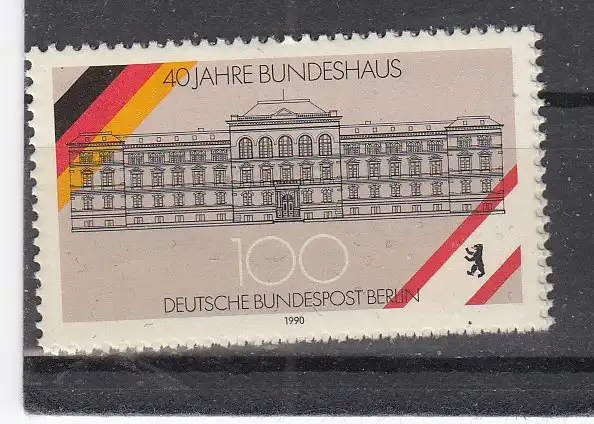 40 JAHRE BUNDESHAUS
100
DEUTSCHE BUNDESPOST BERLIN
1990